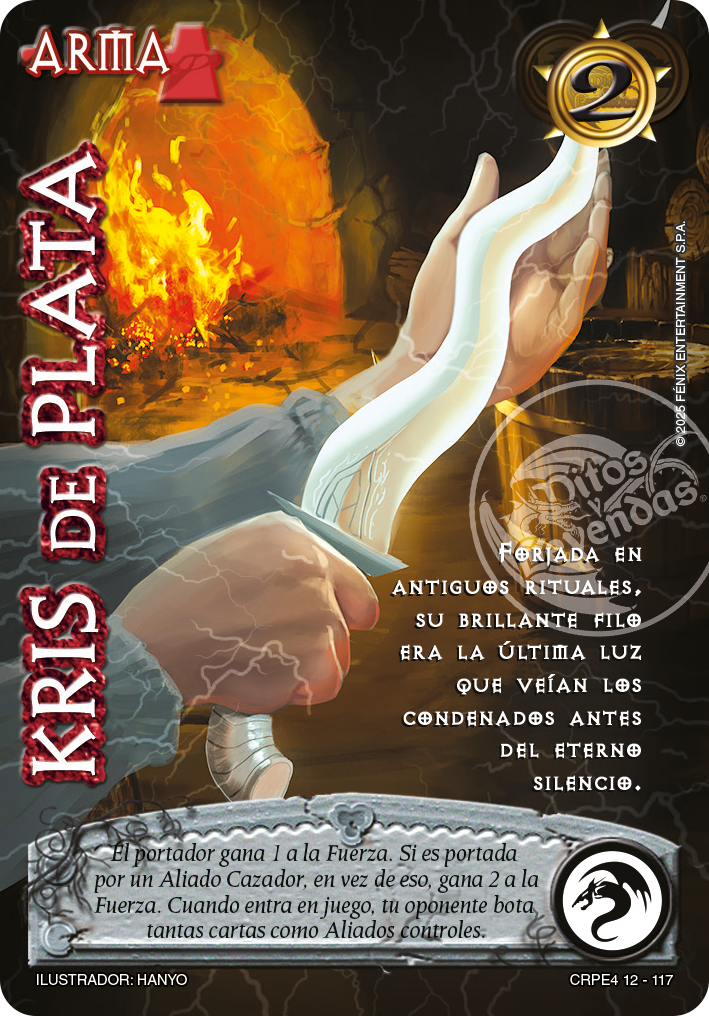 ARMA
2
KRIS DE PLATA
© 2025 FÉNIX ENTERTAINMENT S.P.A.
Mitos
y
Leyendas®
Forjada en
antiguos rituales,
su brillante filo
era la última luz
que veían los
condenados antes
del eterno
silencio.
El portador gana 1 a la Fuerza. Si es portada
por un Aliado Cazador, en vez de eso, gana 2 a la
Fuerza. Cuando entra en juego, tu oponente bota
tantas cartas como Aliados controles.
ILUSTRADOR: HANYO
CRPE4 12 - 117